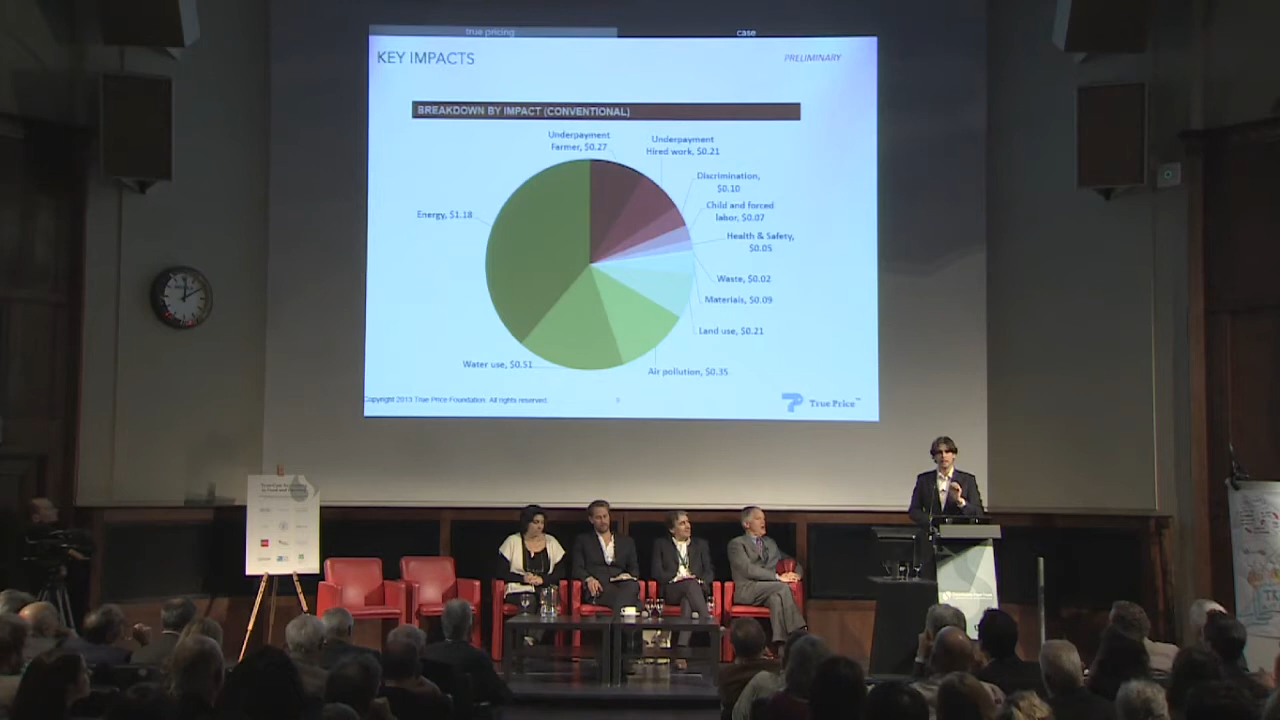 true pricing
case
KEY IMPACTS
PRELIMINARY
BREAKDOWN BY IMPACT (CONVENTIONAL)
Underpayment
Farmer, $0.27
Underpayment
Hired work, $0.21
Discrimination,
$0.10
Child and forced
labor, $0.07
Health & Safety,
$0.05
Waste, $0.02
Materials, $0.09
Land use, $0.21
Air pollution, $0.35
Water use, $0.51
Energy, $1.18
Copyright 2013 True Price Foundation. All rights reserved.
9
True Price™